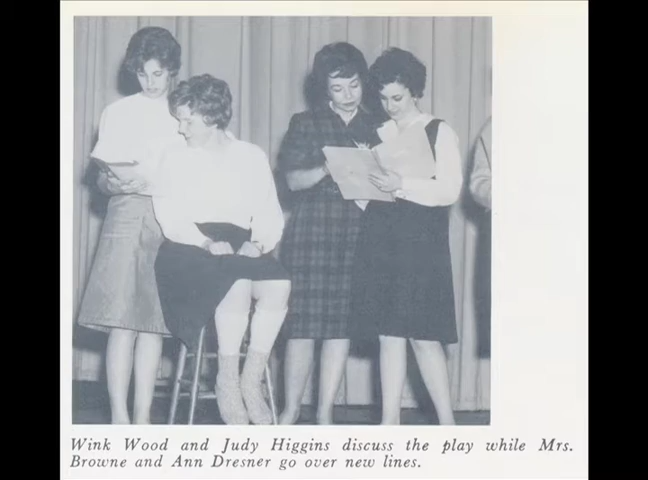 Wink Wood and Judy Higgins discuss the play while Mrs.
Browne and Ann Dresner go over new lines.